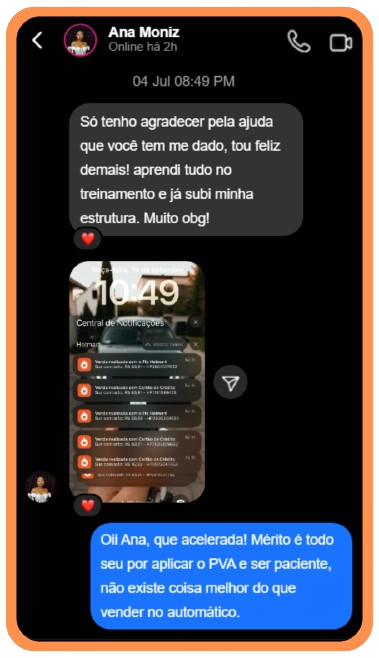 Ana Moniz
Online há 2h
04 Jul 08:49 PM
Só tenho agradecer pela ajuda
que você tem me dado, tou feliz
demais! aprendi tudo no
treinamento e já subi minha
estrutura. Muito obg!
10:49
Central de Notificações
Hotmart
Venda realizada com o Pix Hotmart
Venda realizada com Cartão de Crédito
Venda realizada com o Pix Hotmart
Venda realizada com Cartão de Crédito
Venda realizada com Cartão de Crédito
Oii Ana, que acelerada! Mérito é todo
seu por aplicar o PVA e ser paciente,
não existe coisa melhor do que
vender no automático.